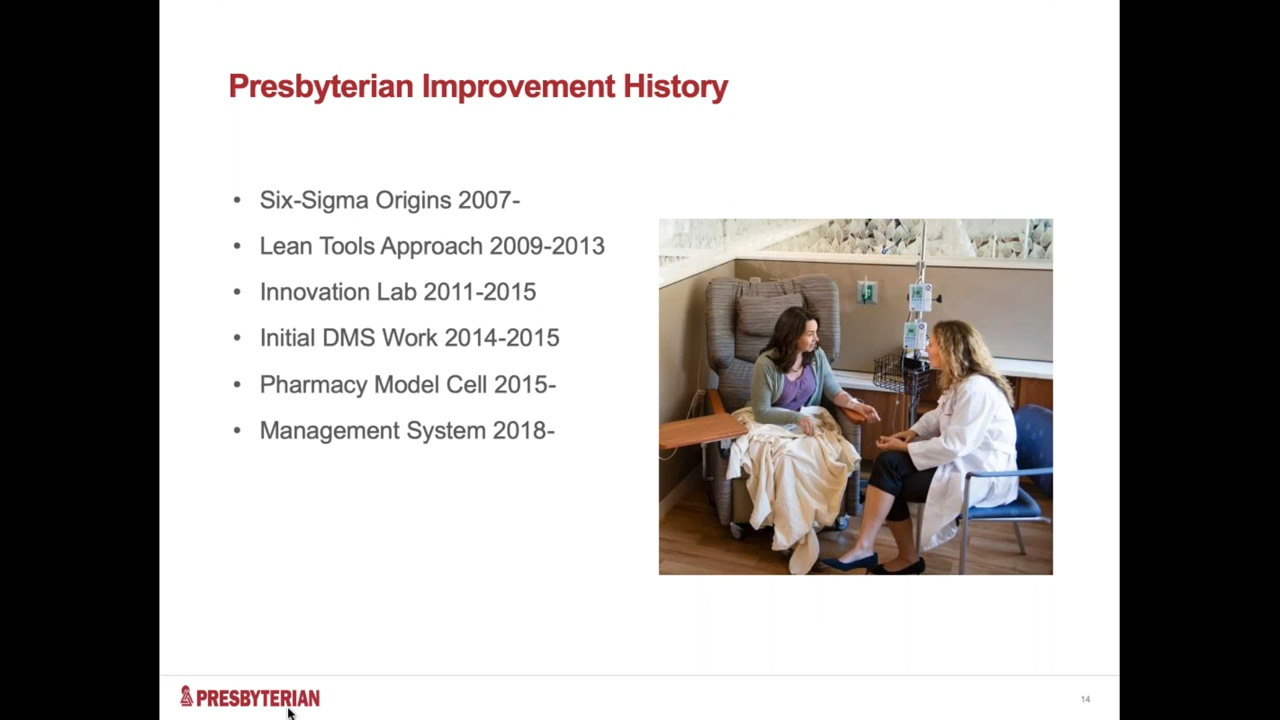 Presbyterian Improvement History
• Six-Sigma Origins 2007-
• Lean Tools Approach 2009-2013
• Innovation Lab 2011-2015
• Initial DMS Work 2014-2015
• Pharmacy Model Cell 2015-
• Management System 2018-
PRESBYTERIAN
14